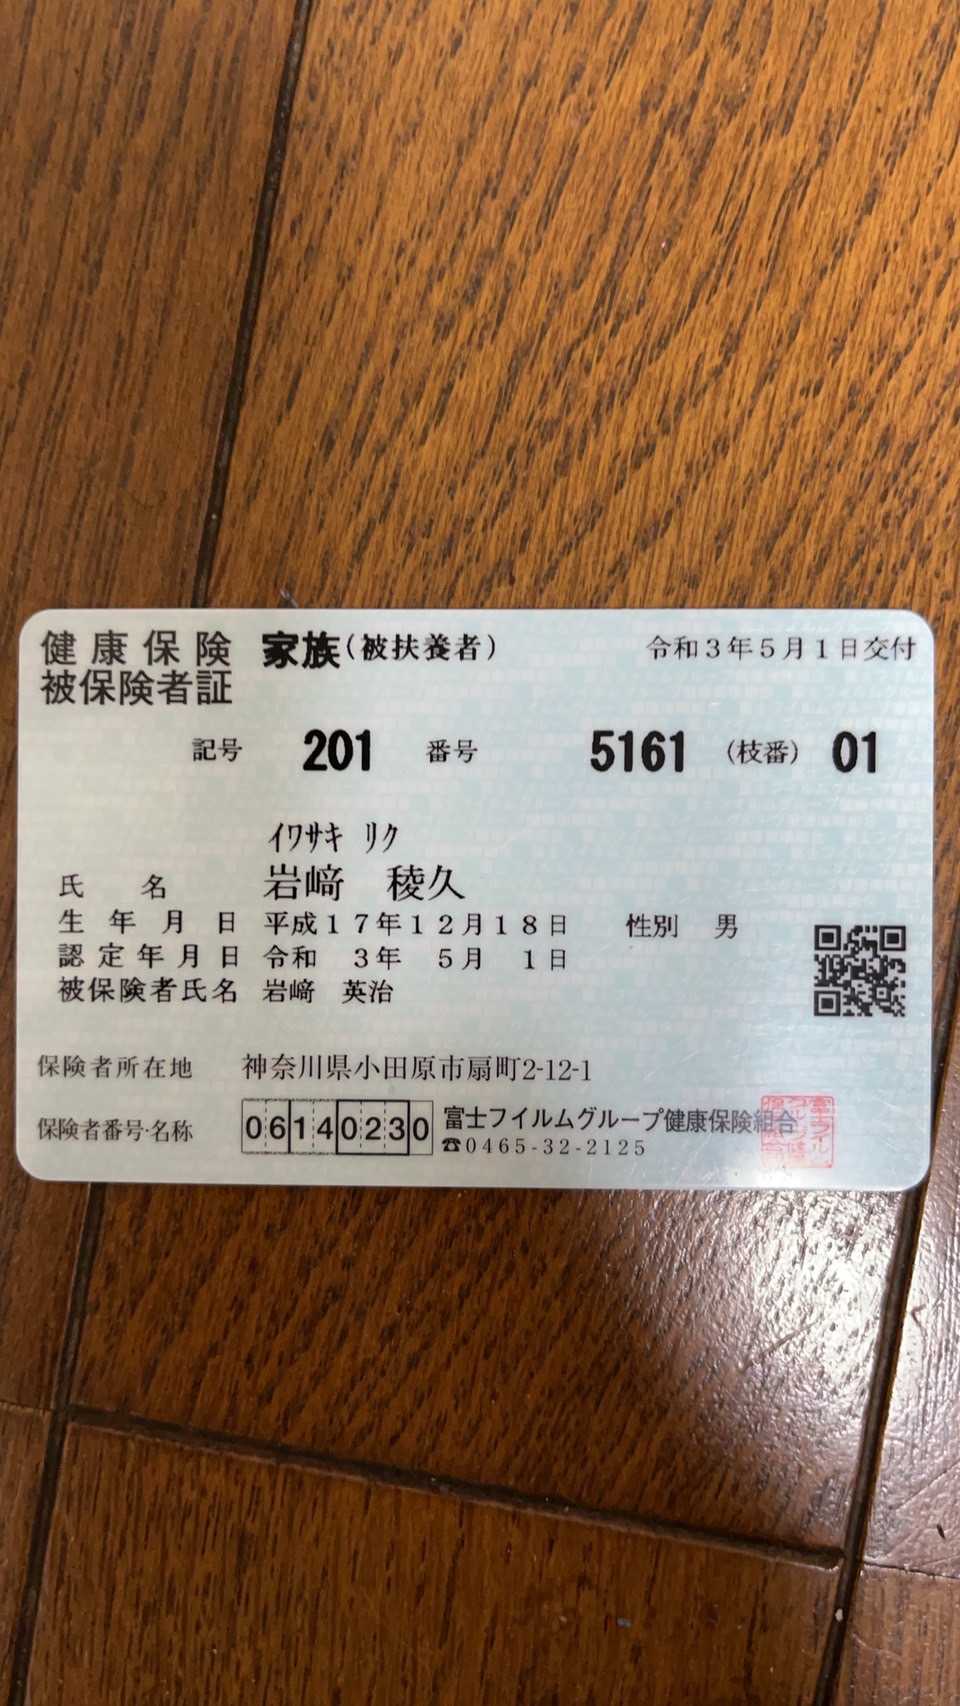 健康保険 家族(被扶養者) 令和3年5月1日交付
被保険者証
記号 201 番号 5161 (枝番) 01
ｲﾜｻｷ ﾘｸ
氏名 岩﨑 稜久
生年月日 平成17年12月18日 性別 男
認定年月日 令和 3年 5月 1日
被保険者氏名 岩﨑 英治
保険者所在地 神奈川県小田原市扇町2-12-1
保険者番号·名称 06140230 富士フイルムグループ健康保険組合
☎0465-32-2125